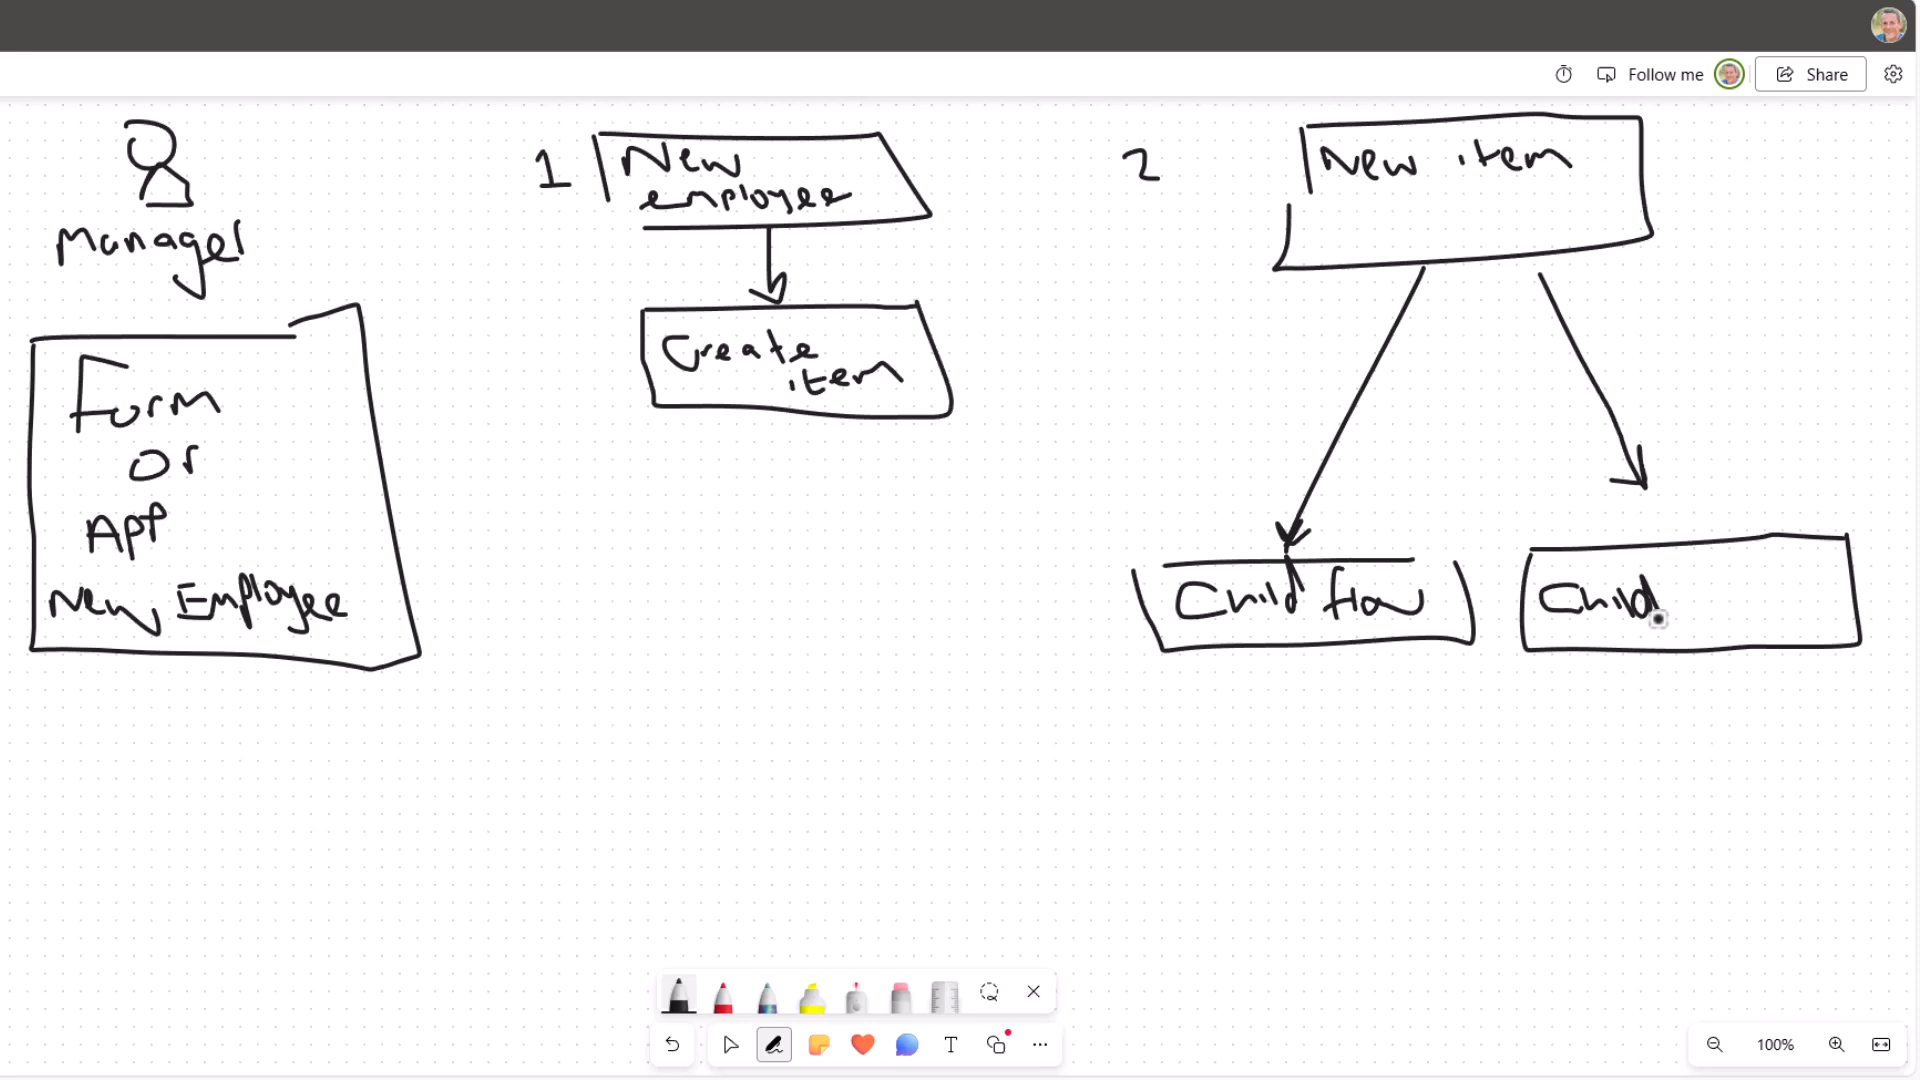 Follow me
Share
Manager
Form
or
App
New Employee
1
New
employee
Create
item
2
New item
Child flow
Child
T
100%